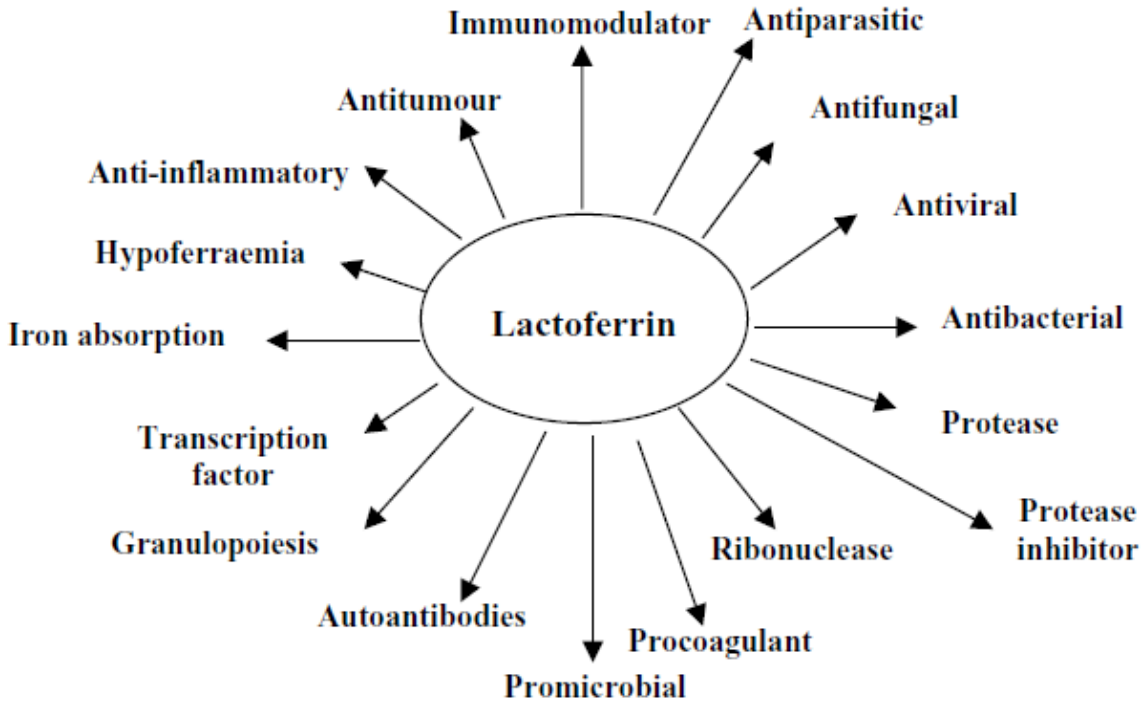 Immunomodulator
Antiparasitic
Antitumour
Antifungal
Anti-inflammatory
Antiviral
Hypoferraemia
Lactoferrin
Antibacterial
Iron absorption
Protease
Transcription
factor
Protease
inhibitor
Granulopoiesis
Ribonuclease
Autoantibodies
Procoagulant
Promicrobial